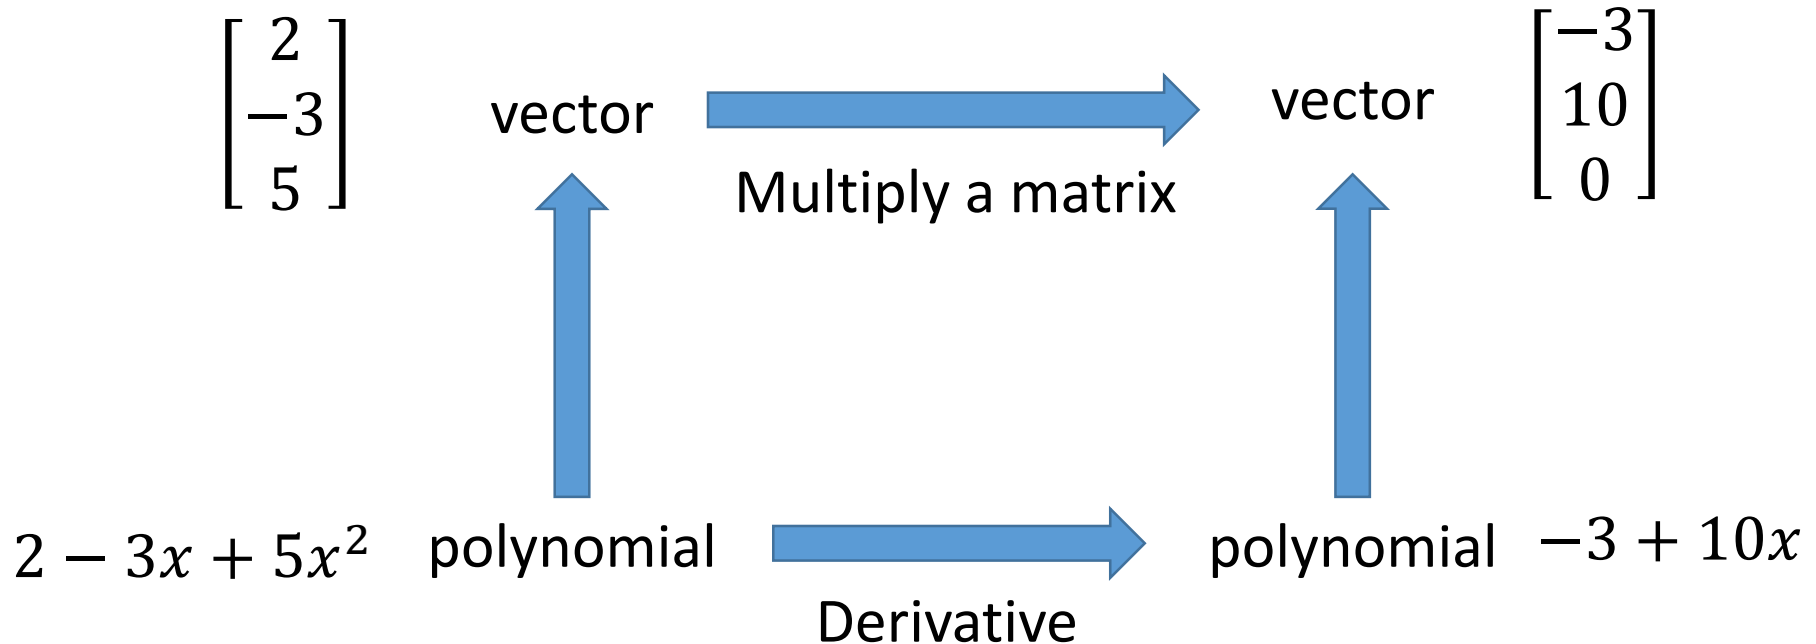 [2 -3 5] vector vector [-3 10 0]
Multiply a matrix
2 − 3x + 5x² polynomial polynomial −3 + 10x
Derivative